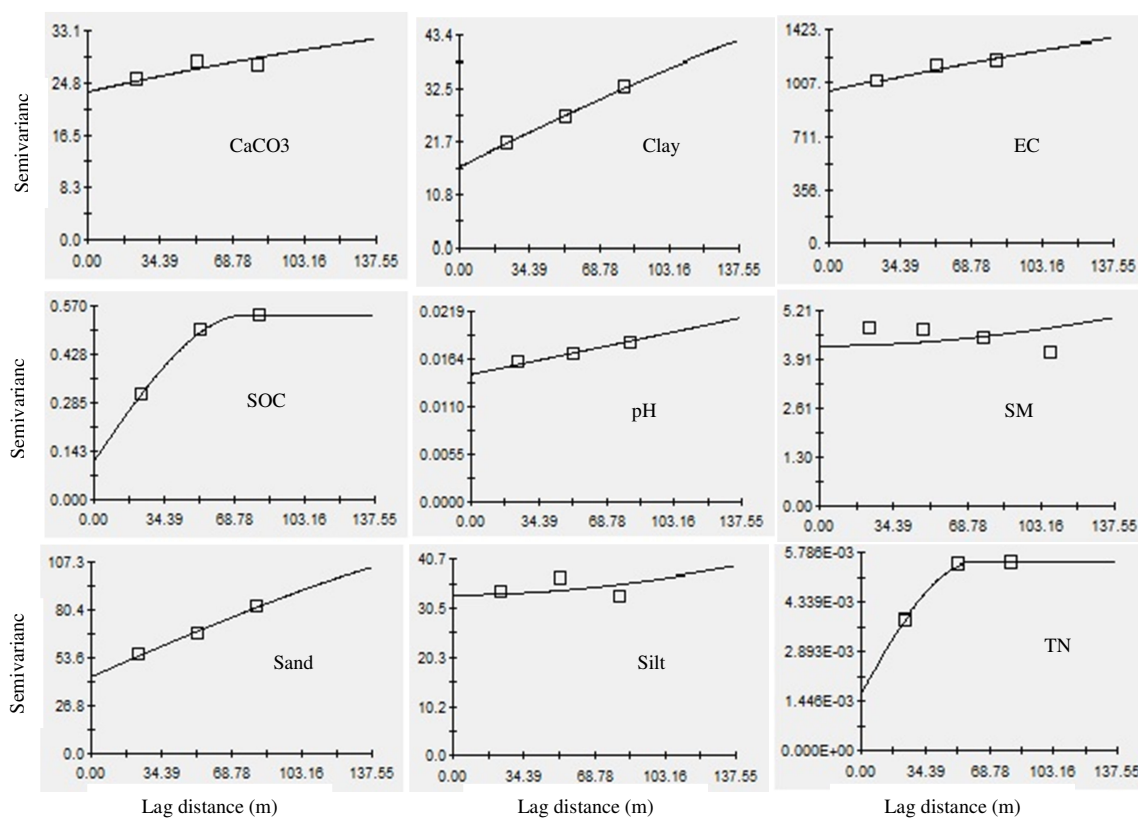 Semivarianc
33.1
24.8
16.5
8.3
0.0
0.00 34.39 68.78 103.16 137.55
CaCO3
43.4
32.5
21.7
10.8
0.0
0.00 34.39 68.78 103.16 137.55
Clay
1423.
1007.
711.
356.
0.
0.00 34.39 68.78 103.16 137.55
EC
Semivarianc
0.570
0.428
0.285
0.143
0.000
0.00 34.39 68.78 103.16 137.55
SOC
0.0219
0.0164
0.0110
0.0055
0.0000
0.00 34.39 68.78 103.16 137.55
pH
5.21
3.91
2.61
1.30
0.00
0.00 34.39 68.78 103.16 137.55
SM
Semivarianc
107.3
80.4
53.6
26.8
0.0
0.00 34.39 68.78 103.16 137.55
Sand
40.7
30.5
20.3
10.2
0.0
0.00 34.39 68.78 103.16 137.55
Silt
5.786E-03
4.339E-03
2.893E-03
1.446E-03
0.000E+00
0.00 34.39 68.78 103.16 137.55
TN
Lag distance (m) Lag distance (m) Lag distance (m)